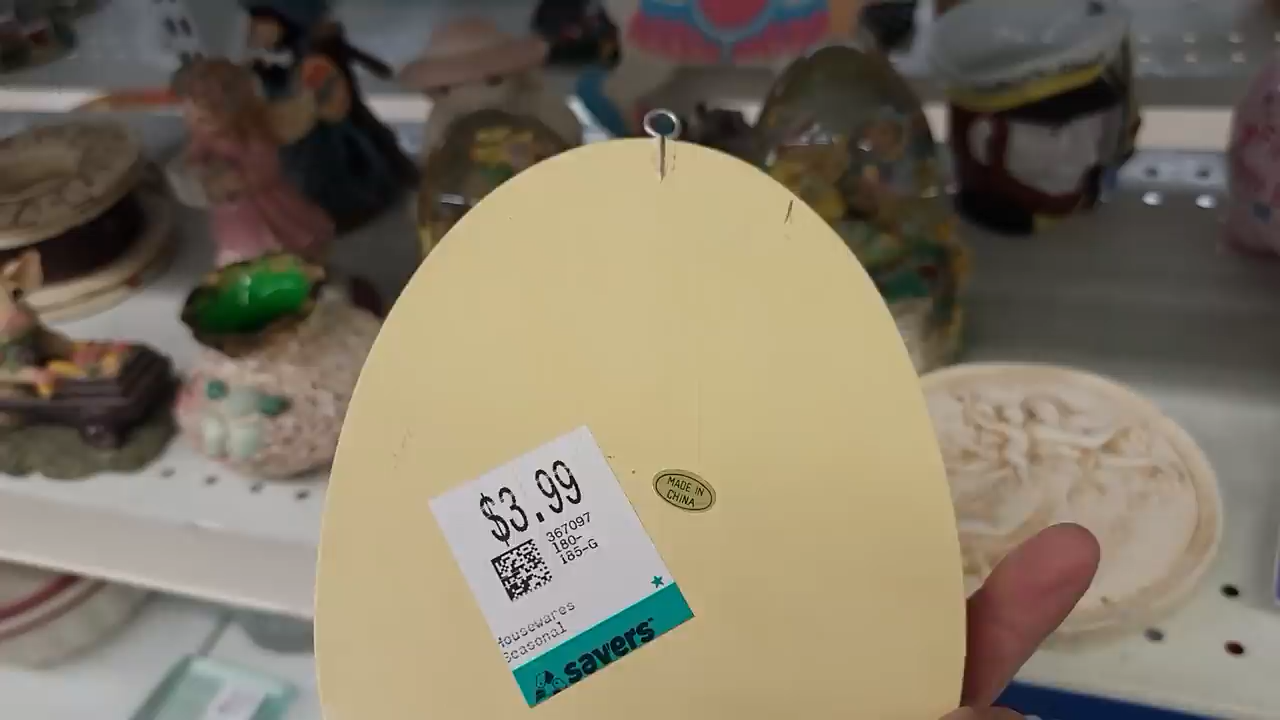 $3.99
367097
180-
185-G
Housewares
Seasonal
savers
MADE IN
CHINA